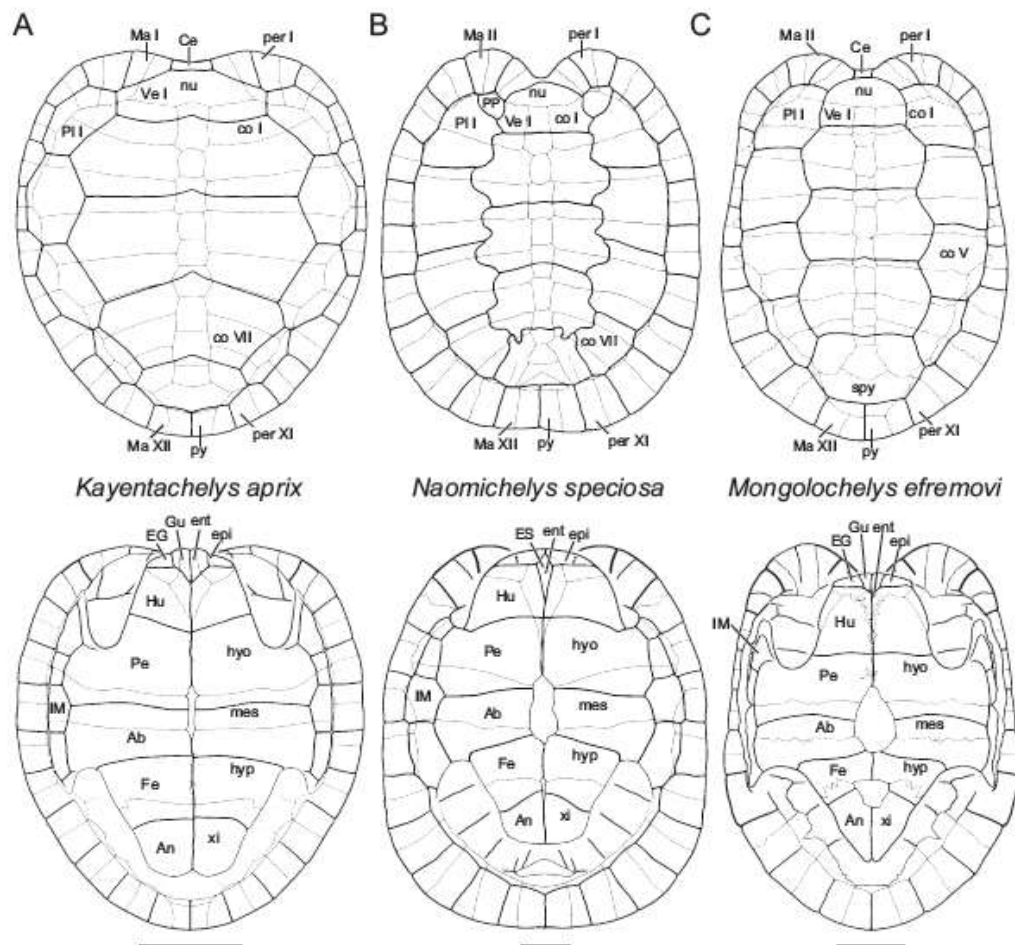 A
Ma I
Ce
per I
Ve I
nu
Pl I
co I
co VII
Ma XII
py
per XI
B
Ma II
per I
PP
nu
Pl I
Ve I
co I
co VII
Ma XII
py
per XI
C
Ma II
Ce
per I
nu
Pl I
Ve I
co I
co V
spy
Ma XII
py
per XI
Kayentachelys aprix
Naomichelys speciosa
Mongolochelys efremovi
EG
Gu
ent
epi
Hu
Pe
hyo
IM
mes
Ab
Fe
hyp
An
xi
ES
ent
epi
Hu
Pe
hyo
IM
Ab
mes
Fe
hyp
An
xi
EG
Gu
ent
epi
IM
Hu
Pe
hyo
Ab
mes
Fe
hyp
An
xi